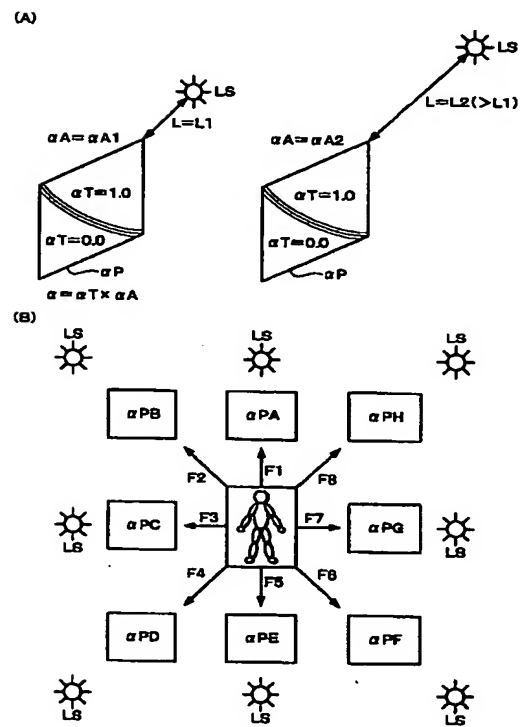 (A)
LS
LS
L=L1
L=L2(>L1)
αA=αA1
αA=αA2
αT=1.0
αT=1.0
αT=0.0
αT=0.0
αP
αP
α=αT×αA
(B)
LS
LS
LS
αPB
αPA
αPH
F2
F1
F8
LS
αPC
F3
F7
αPG
LS
F4
F5
F6
αPD
αPE
αPF
LS
LS
LS